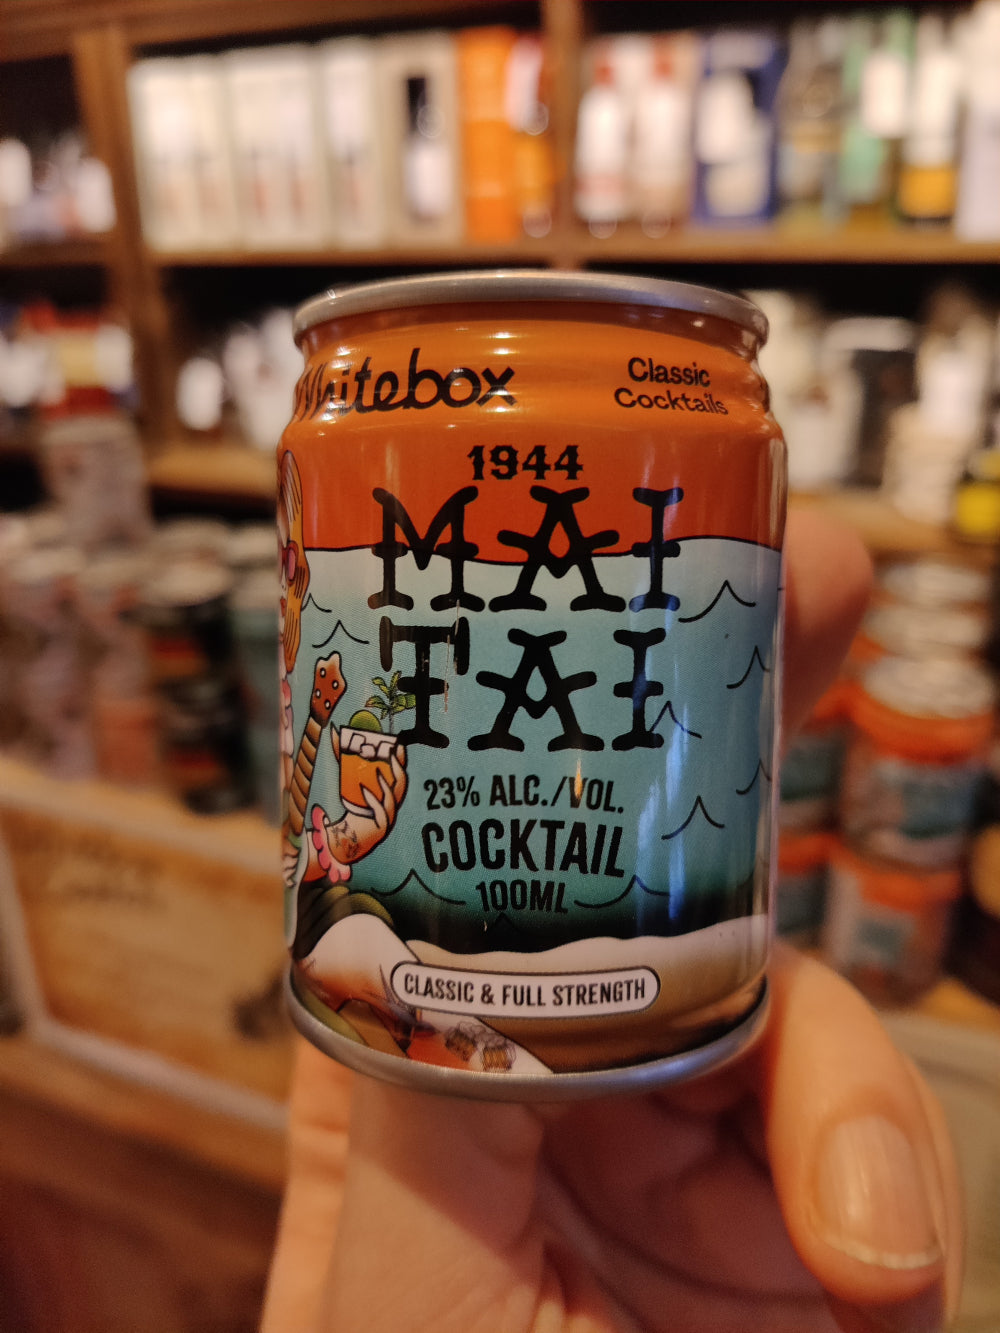 Whitebox
Classic
Cocktails
1944
MAI
TAI
23% ALC./VOL.
COCKTAIL
100ML
CLASSIC & FULL STRENGTH